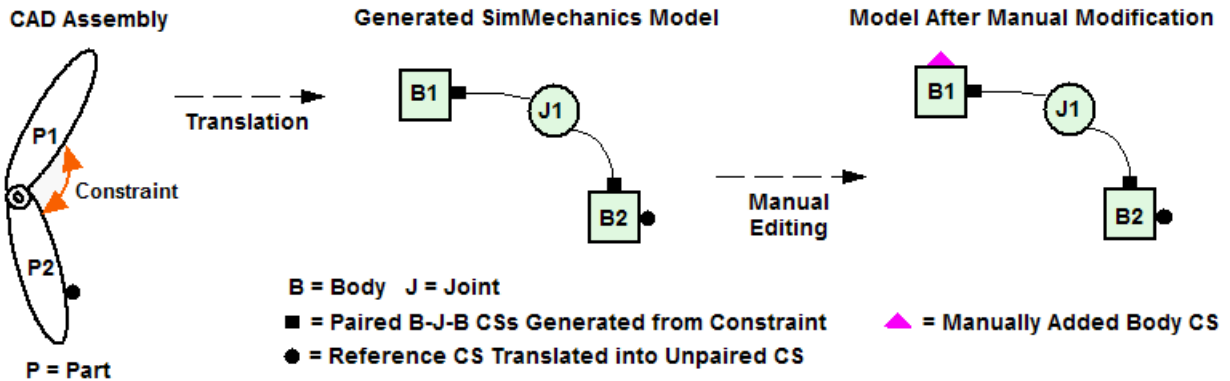 CAD Assembly
P1
Constraint
P2
P = Part
Translation
Generated SimMechanics Model
B1
J1
B2
Manual
Editing
Model After Manual Modification
B1
J1
B2
B = Body J = Joint
= Paired B-J-B CSs Generated from Constraint
= Reference CS Translated into Unpaired CS
= Manually Added Body CS